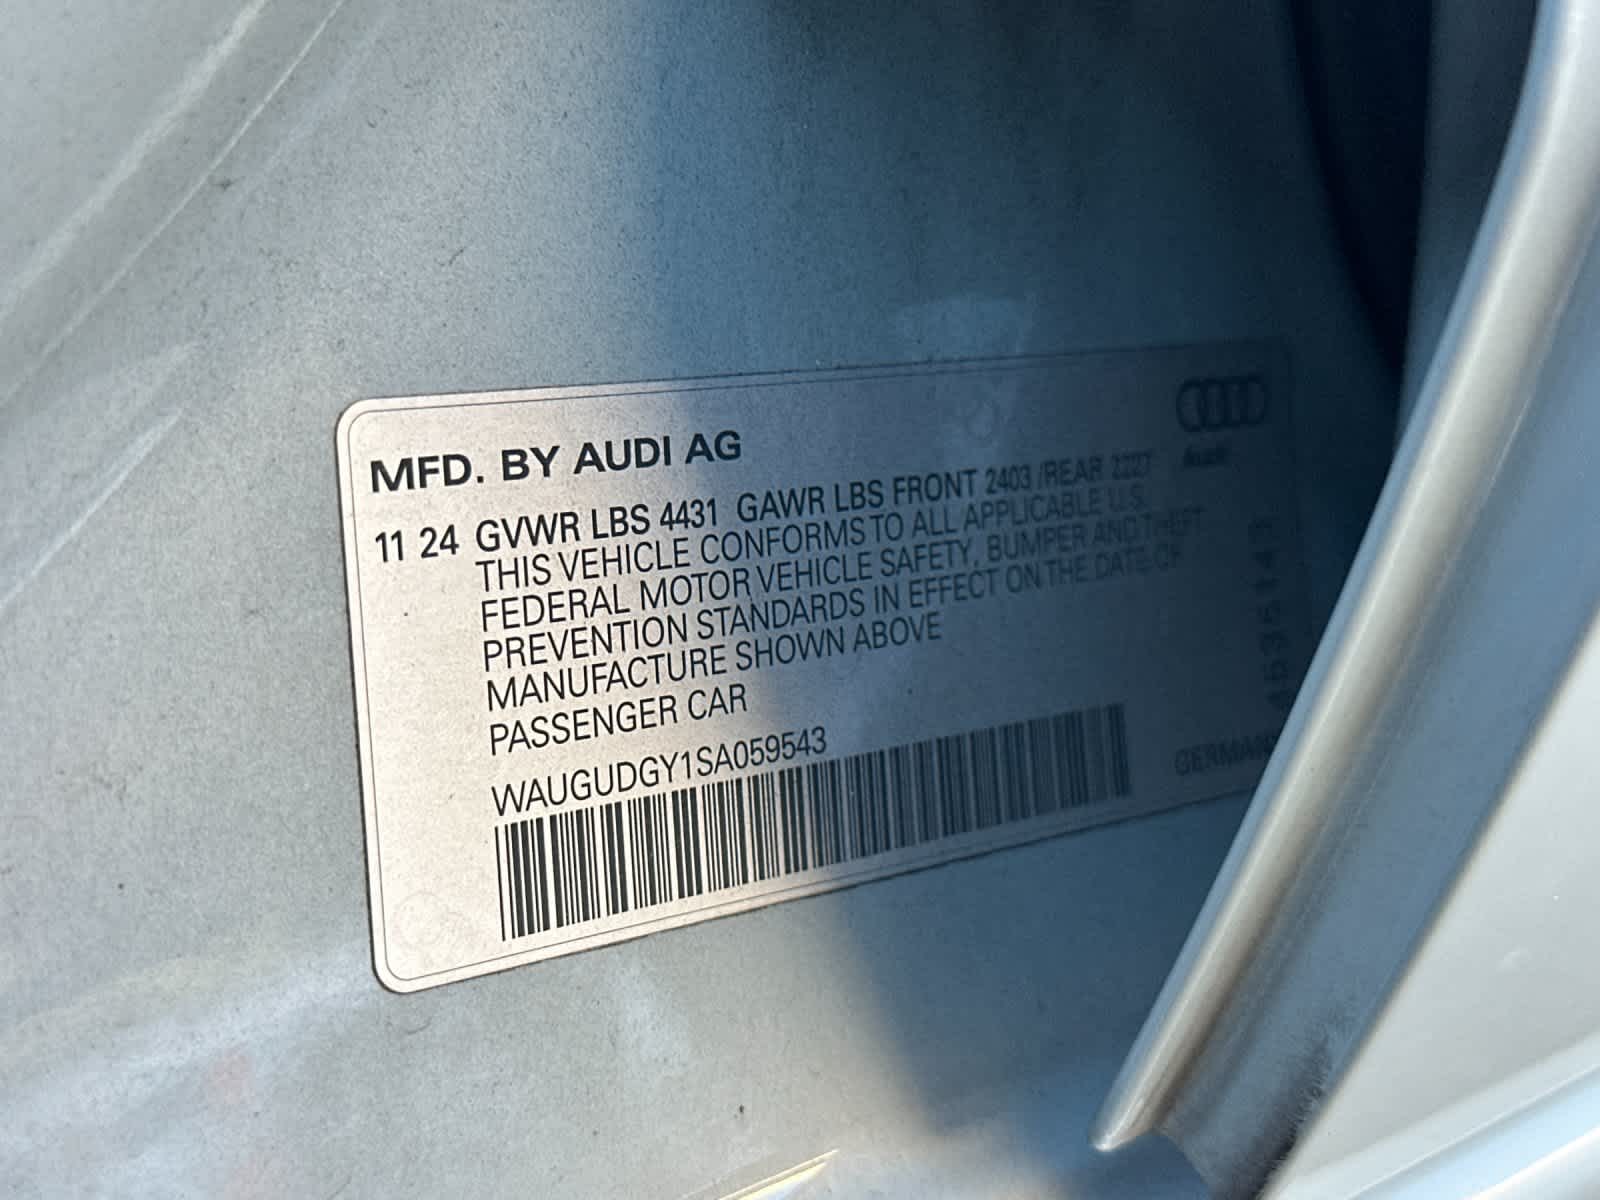 MFD. BY AUDI AG
Audi
11 24 GVWR LBS 4431 GAWR LBS FRONT 2403 /REAR 2227
THIS VEHICLE CONFORMS TO ALL APPLICABLE U.S.
FEDERAL MOTOR VEHICLE SAFETY, BUMPER AND THEFT
PREVENTION STANDARDS IN EFFECT ON THE DATE OF
MANUFACTURE SHOWN ABOVE
PASSENGER CAR
WAUGUDGY1SA059543
GERMANY